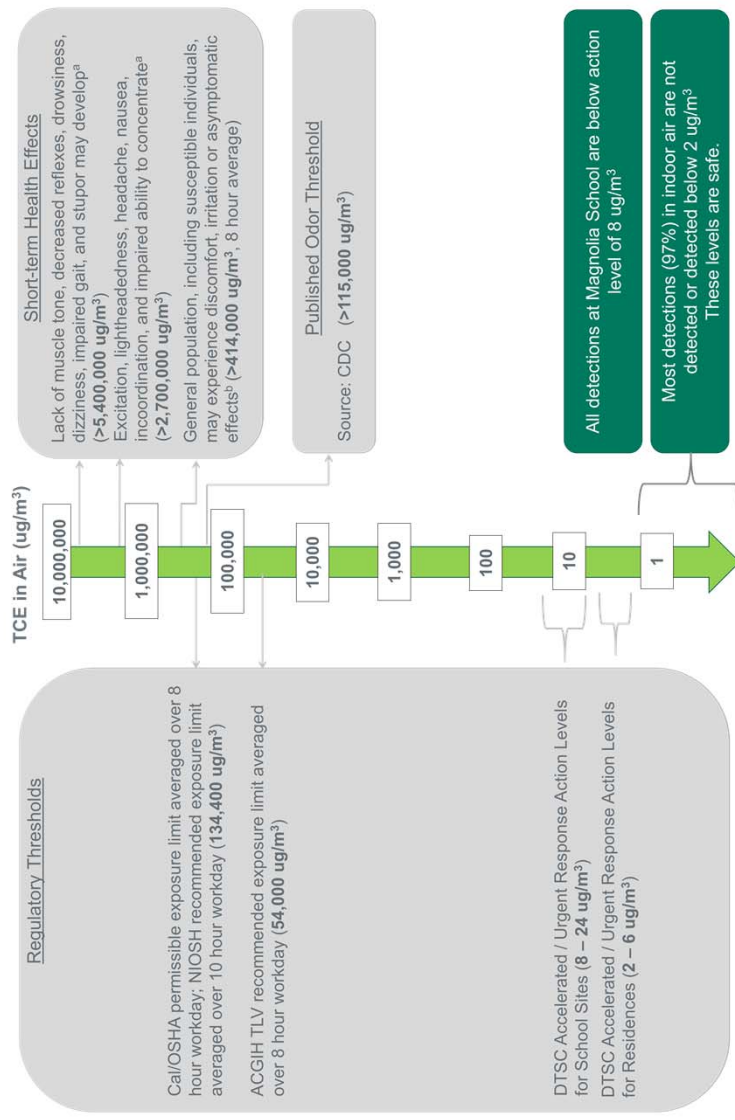 TCE in Air (ug/m³)
Regulatory Thresholds
Cal/OSHA permissible exposure limit averaged over 8
hour workday; NIOSH recommended exposure limit
averaged over 10 hour workday (134,400 ug/m³)
ACGIH TLV recommended exposure limit averaged
over 8 hour workday (54,000 ug/m³)
DTSC Accelerated / Urgent Response Action Levels
for School Sites (8 – 24 ug/m³)
DTSC Accelerated / Urgent Response Action Levels
for Residences (2 – 6 ug/m³)
10,000,000
1,000,000
100,000
10,000
1,000
100
10
1
Short-term Health Effects
Lack of muscle tone, decreased reflexes, drowsiness,
dizziness, impaired gait, and stupor may developᵃ
(>5,400,000 ug/m³)
Excitation, lightheadedness, headache, nausea,
incoordination, and impaired ability to concentrateᵃ
(>2,700,000 ug/m³)
General population, including susceptible individuals,
may experience discomfort, irritation or asymptomatic
effectsᵇ (>414,000 ug/m³, 8 hour average)
Published Odor Threshold
Source: CDC (>115,000 ug/m³)
All detections at Magnolia School are below action
level of 8 ug/m³
Most detections (97%) in indoor air are not
detected or detected below 2 ug/m³
These levels are safe.